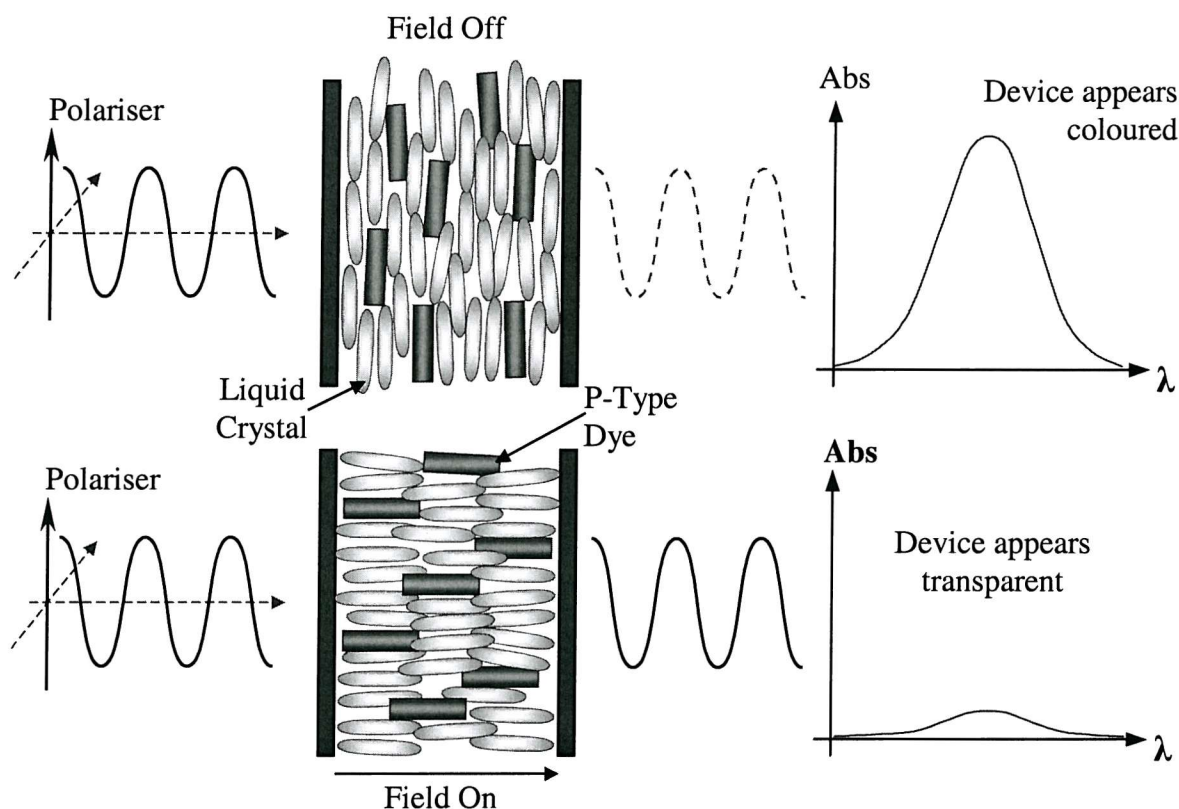 Field Off
Polariser
Abs
Device appears
coloured
λ
Liquid
Crystal
P-Type
Dye
Polariser
Abs
Device appears
transparent
λ
Field On